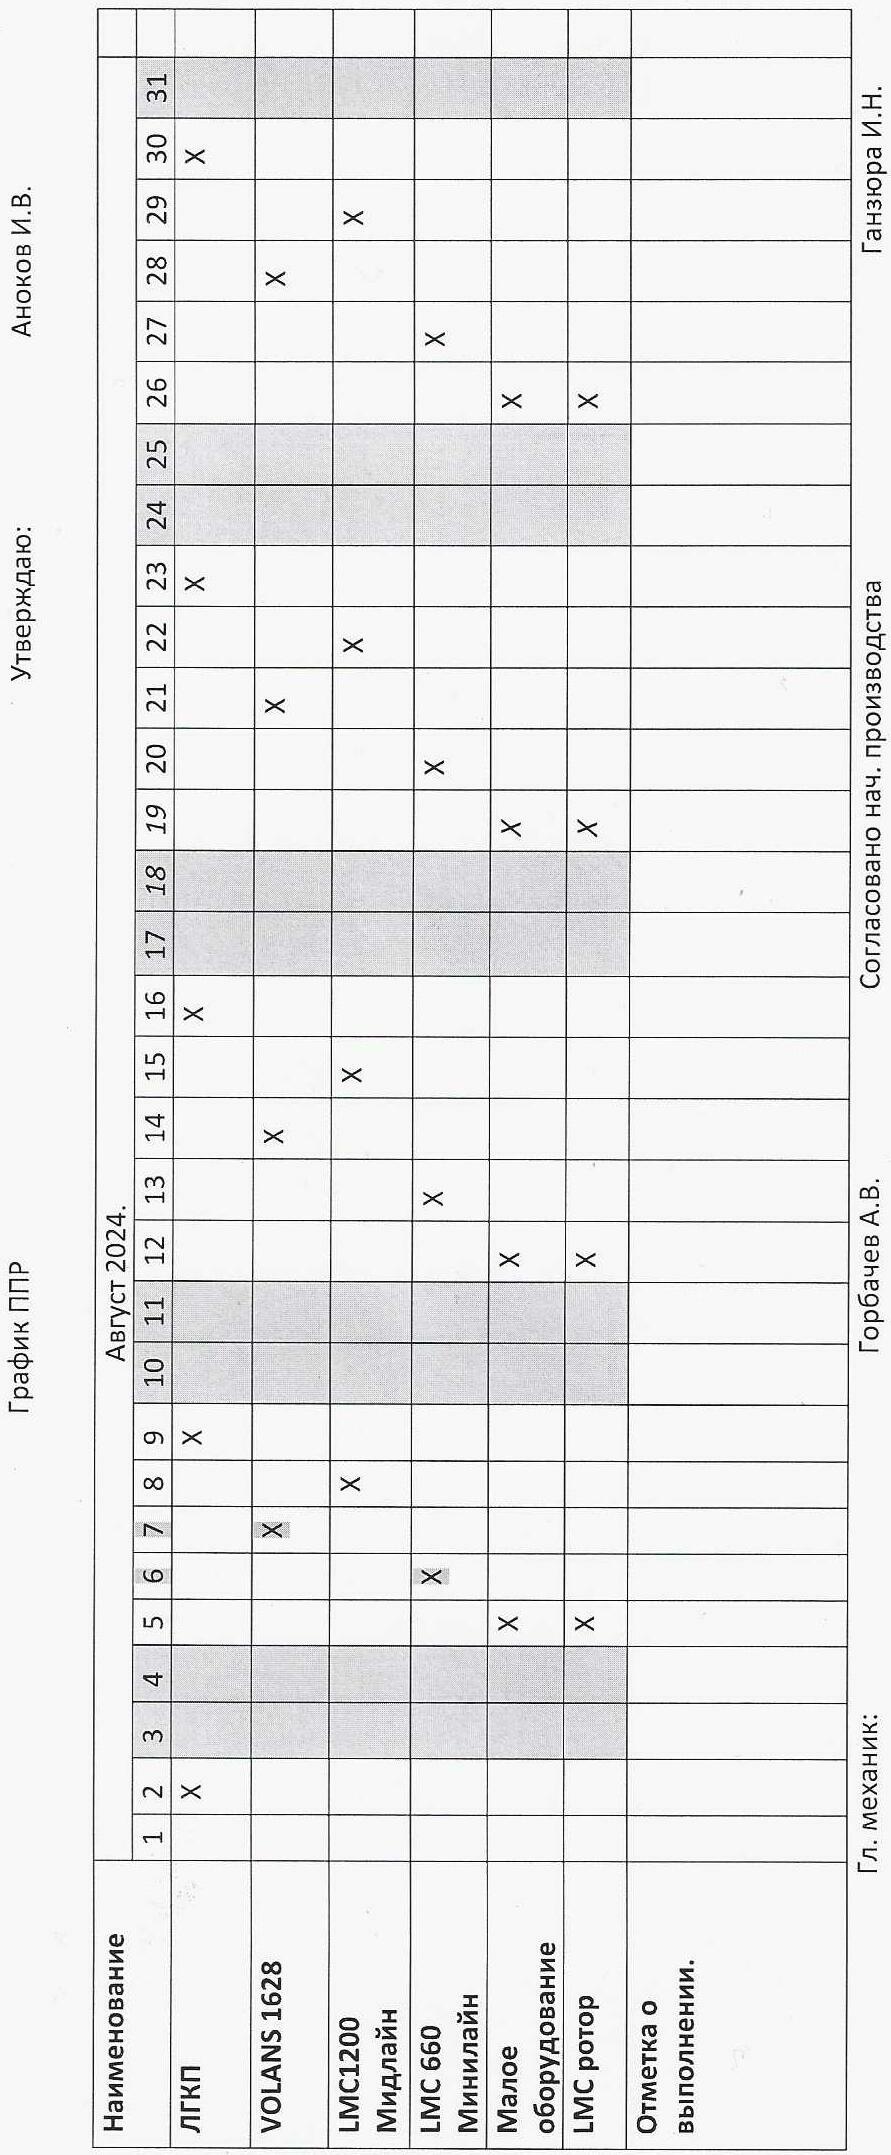 График ППР Утверждаю: Аноков И.В.
Наименование Август 2024.
1 2 3 4 5 6 7 8 9 10 11 12 13 14 15 16 17 18 19 20 21 22 23 24 25 26 27 28 29 30 31
ЛГКП X X X X X
VOLANS 1628 X X X X
LMC1200 X X X X
Мидлайн
LMC 660 X X X X
Минилайн
Малое X X X X
оборудование
LMC ротор X X X X
Отметка о
выполнении.
Гл. механик: Горбачев А.В. Согласовано нач. производства Ганзюра И.Н.